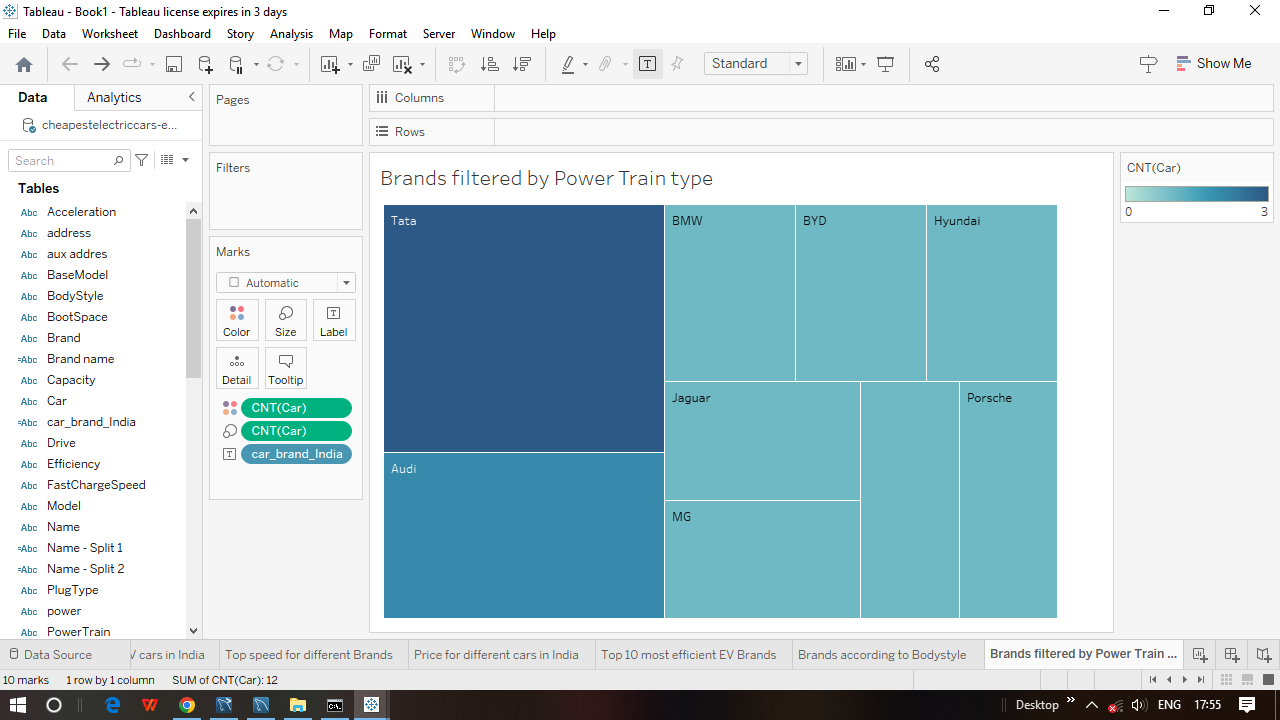 Tableau - Book1 - Tableau license expires in 3 days
File Data Worksheet Dashboard Story Analysis Map Format Server Window Help
Standard
Show Me
Data Analytics
cheapestelectriccars-e...
Search
Tables
Abc Acceleration
Abc address
Abc aux addres
Abc BaseModel
Abc BodyStyle
Abc BootSpace
Abc Brand
=Abc Brand name
Abc Capacity
Abc Car
=Abc car_brand_India
Abc Drive
Abc Efficiency
Abc FastChargeSpeed
Abc Model
Abc Name
=Abc Name - Split 1
=Abc Name - Split 2
Abc PlugType
Abc power
Abc PowerTrain
Pages
Filters
Marks
Automatic
Color Size Label
Detail Tooltip
CNT(Car)
CNT(Car)
car_brand_India
Columns
Rows
Brands filtered by Power Train type
Tata
BMW
BYD
Hyundai
Jaguar
Porsche
Audi
MG
CNT(Car)
0 3
Data Source
V cars in India
Top speed for different Brands
Price for different cars in India
Top 10 most efficient EV Brands
Brands according to Bodystyle
Brands filtered by Power Train ...
10 marks 1 row by 1 column SUM of CNT(Car): 12
Desktop ENG 17:55